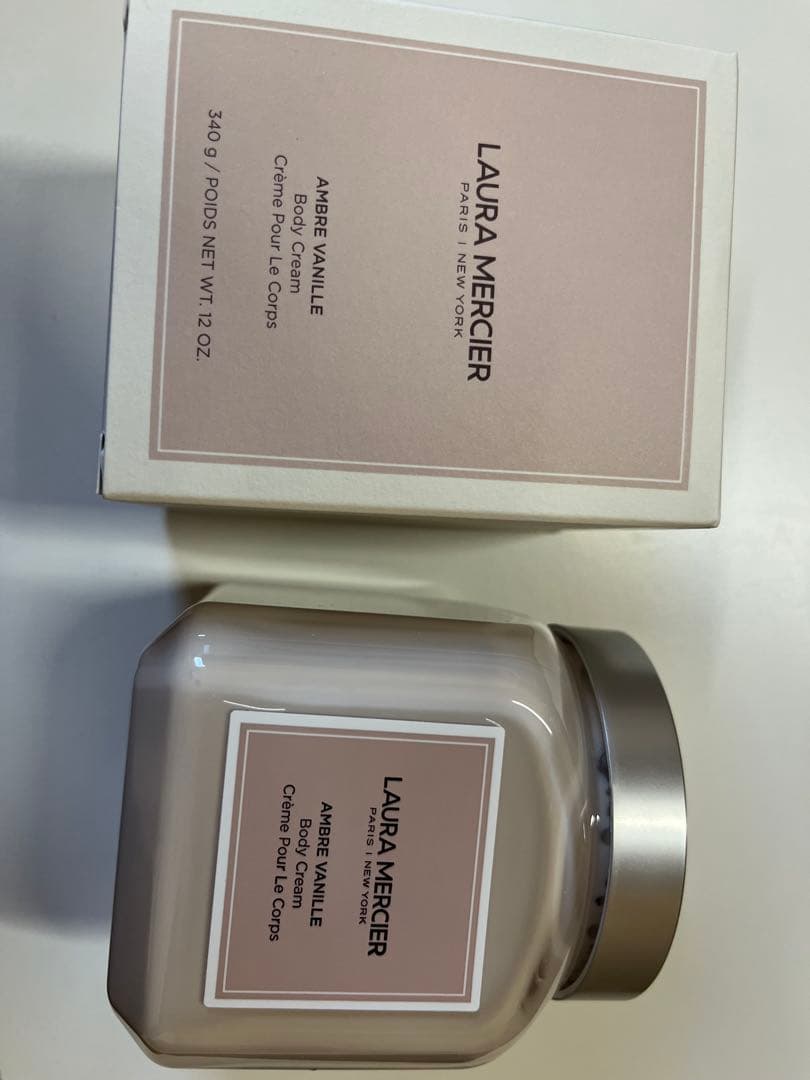 LAURA MERCIER
PARIS | NEW YORK
AMBRE VANILLE
Body Cream
Crème Pour Le Corps
340 g / POIDS NET WT. 12 OZ.
LAURA MERCIER
PARIS | NEW YORK
AMBRE VANILLE
Body Cream
Crème Pour Le Corps